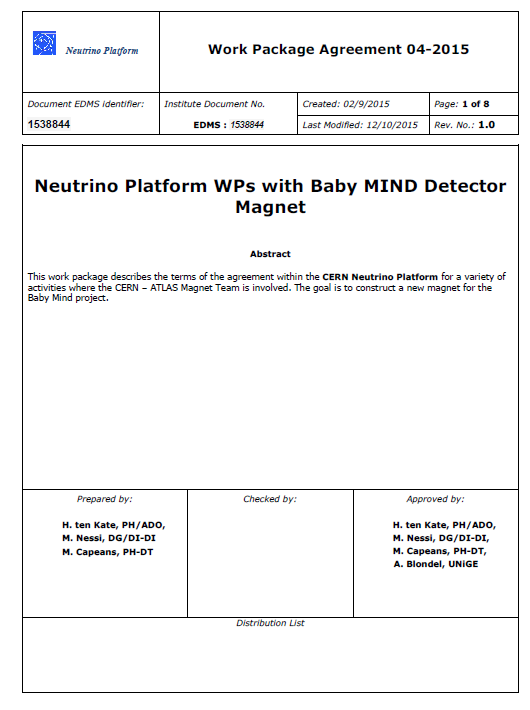 Neutrino Platform
Work Package Agreement 04-2015
Document EDMS identifier:
1538844
Institute Document No.
EDMS : 1538844
Created: 02/9/2015
Page: 1 of 8
Last Modified: 12/10/2015
Rev. No.: 1.0
Neutrino Platform WPs with Baby MIND Detector
Magnet
Abstract
This work package describes the terms of the agreement within the CERN Neutrino Platform for a variety of
activities where the CERN – ATLAS Magnet Team is involved. The goal is to construct a new magnet for the
Baby Mind project.
Prepared by:
H. ten Kate, PH/ADO,
M. Nessi, DG/DI-DI
M. Capeans, PH-DT
Checked by:
Approved by:
H. ten Kate, PH/ADO,
M. Nessi, DG/DI-DI,
M. Capeans, PH-DT,
A. Blondel, UNiGE
Distribution List